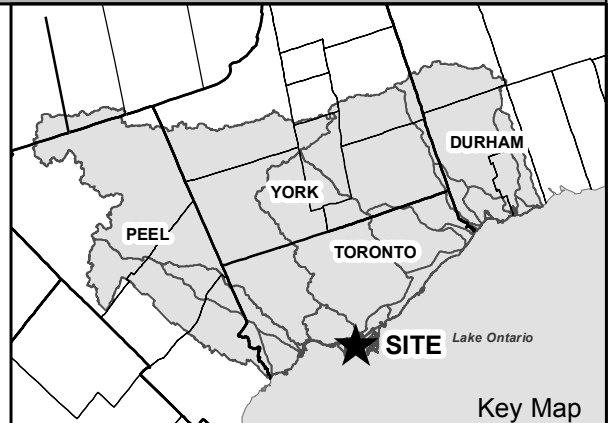 DURHAM
YORK
PEEL
TORONTO
SITE
Lake Ontario
Key Map